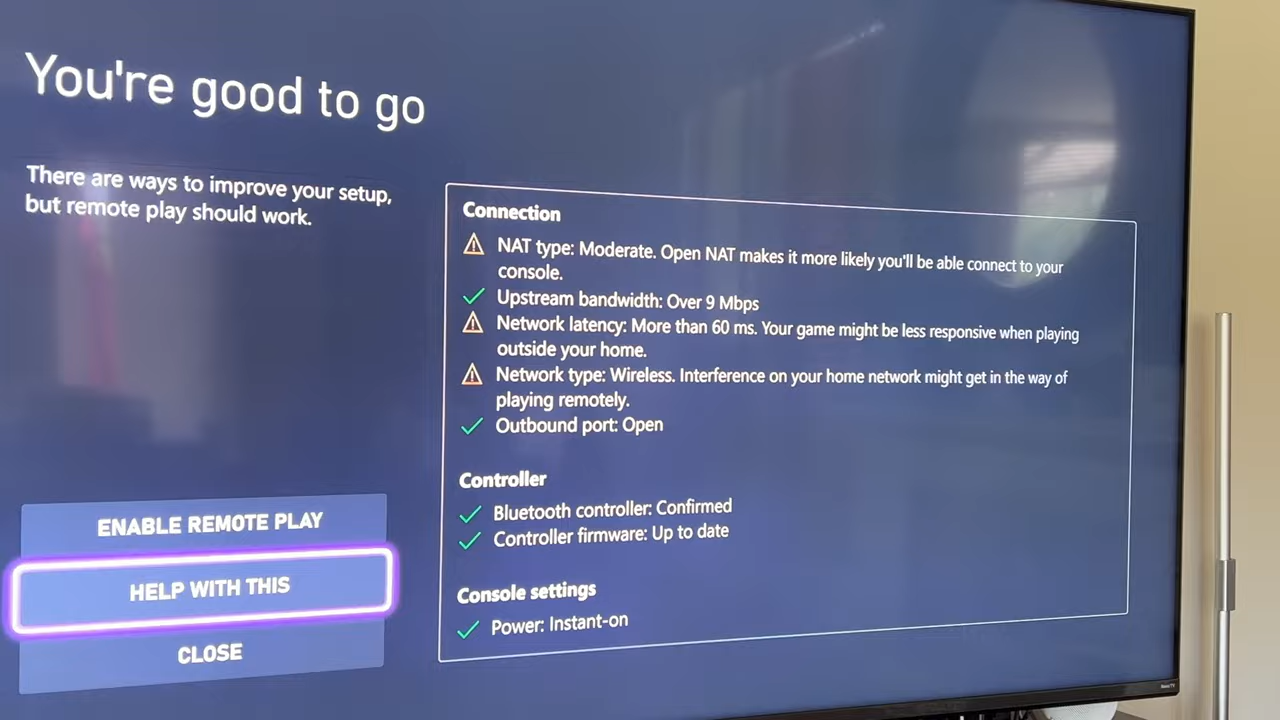 You're good to go
There are ways to improve your setup,
but remote play should work.
Connection
NAT type: Moderate. Open NAT makes it more likely you'll be able connect to your
console.
Upstream bandwidth: Over 9 Mbps
Network latency: More than 60 ms. Your game might be less responsive when playing
outside your home.
Network type: Wireless. Interference on your home network might get in the way of
playing remotely.
Outbound port: Open
Controller
Bluetooth controller: Confirmed
Controller firmware: Up to date
Console settings
Power: Instant-on
ENABLE REMOTE PLAY
HELP WITH THIS
CLOSE
Roku TV